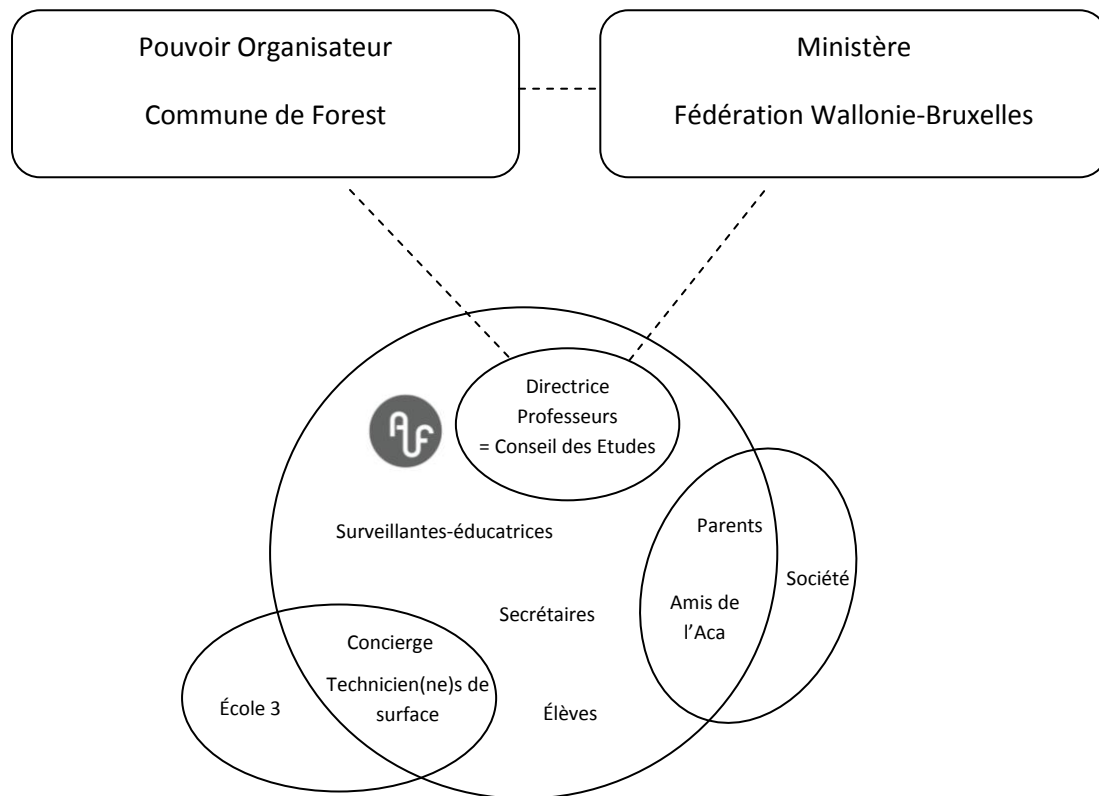 Pouvoir Organisateur
Commune de Forest
Ministère
Fédération Wallonie-Bruxelles
Directrice
Professeurs
= Conseil des Etudes
AUF
Surveillantes-éducatrices
Parents
Société
Amis de
l’Aca
Secrétaires
Concierge
Technicien(ne)s de
surface
École 3
Élèves